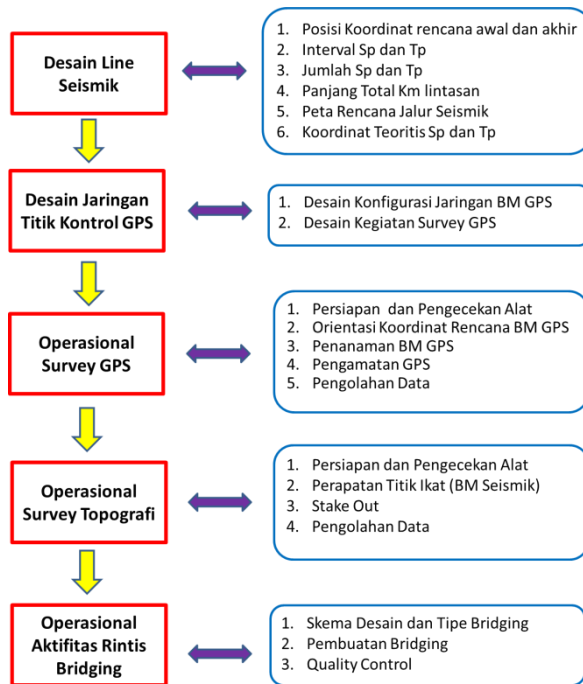 Desain Line
Seismik
1. Posisi Koordinat rencana awal dan akhir
2. Interval Sp dan Tp
3. Jumlah Sp dan Tp
4. Panjang Total Km lintasan
5. Peta Rencana Jalur Seismik
6. Koordinat Teoritis Sp dan Tp
Desain Jaringan
Titik Kontrol GPS
1. Desain Konfigurasi Jaringan BM GPS
2. Desain Kegiatan Survey GPS
Operasional
Survey GPS
1. Persiapan dan Pengecekan Alat
2. Orientasi Koordinat Rencana BM GPS
3. Penanaman BM GPS
4. Pengamatan GPS
5. Pengolahan Data
Operasional
Survey Topografi
1. Persiapan dan Pengecekan Alat
2. Perapatan Titik Ikat (BM Seismik)
3. Stake Out
4. Pengolahan Data
Operasional
Aktifitas Rintis
Bridging
1. Skema Desain dan Tipe Bridging
2. Pembuatan Bridging
3. Quality Control